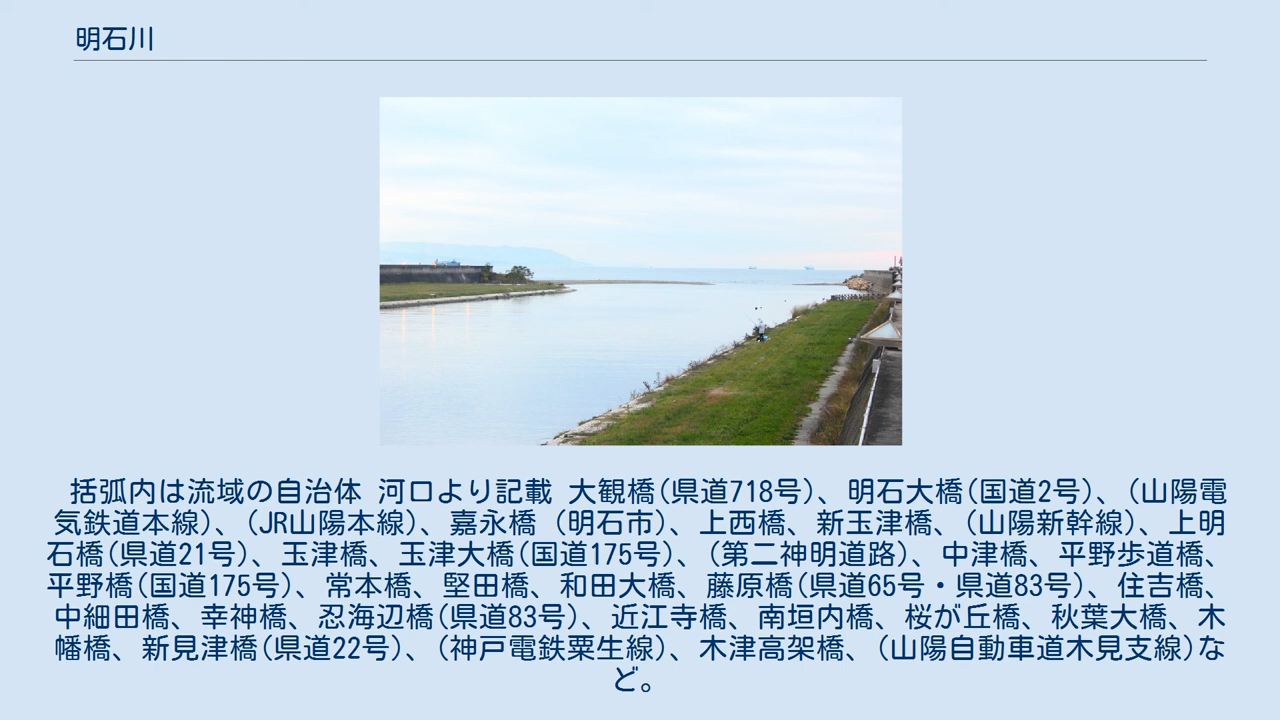 明石川
括弧内は流域の自治体 河口より記載 大観橋(県道718号)、明石大橋(国道2号)、(山陽電
気鉄道本線)、(JR山陽本線)、嘉永橋 (明石市)、上西橋、新玉津橋、(山陽新幹線)、上明
石橋(県道21号)、玉津橋、玉津大橋(国道175号)、(第二神明道路)、中津橋、平野歩道橋、
平野橋(国道175号)、常本橋、堅田橋、和田大橋、藤原橋(県道65号・県道83号)、住吉橋、
中細田橋、幸神橋、忍海辺橋(県道83号)、近江寺橋、南垣内橋、桜が丘橋、秋葉大橋、木
幡橋、新見津橋(県道22号)、(神戸電鉄粟生線)、木津高架橋、(山陽自動車道木見支線)な
ど。